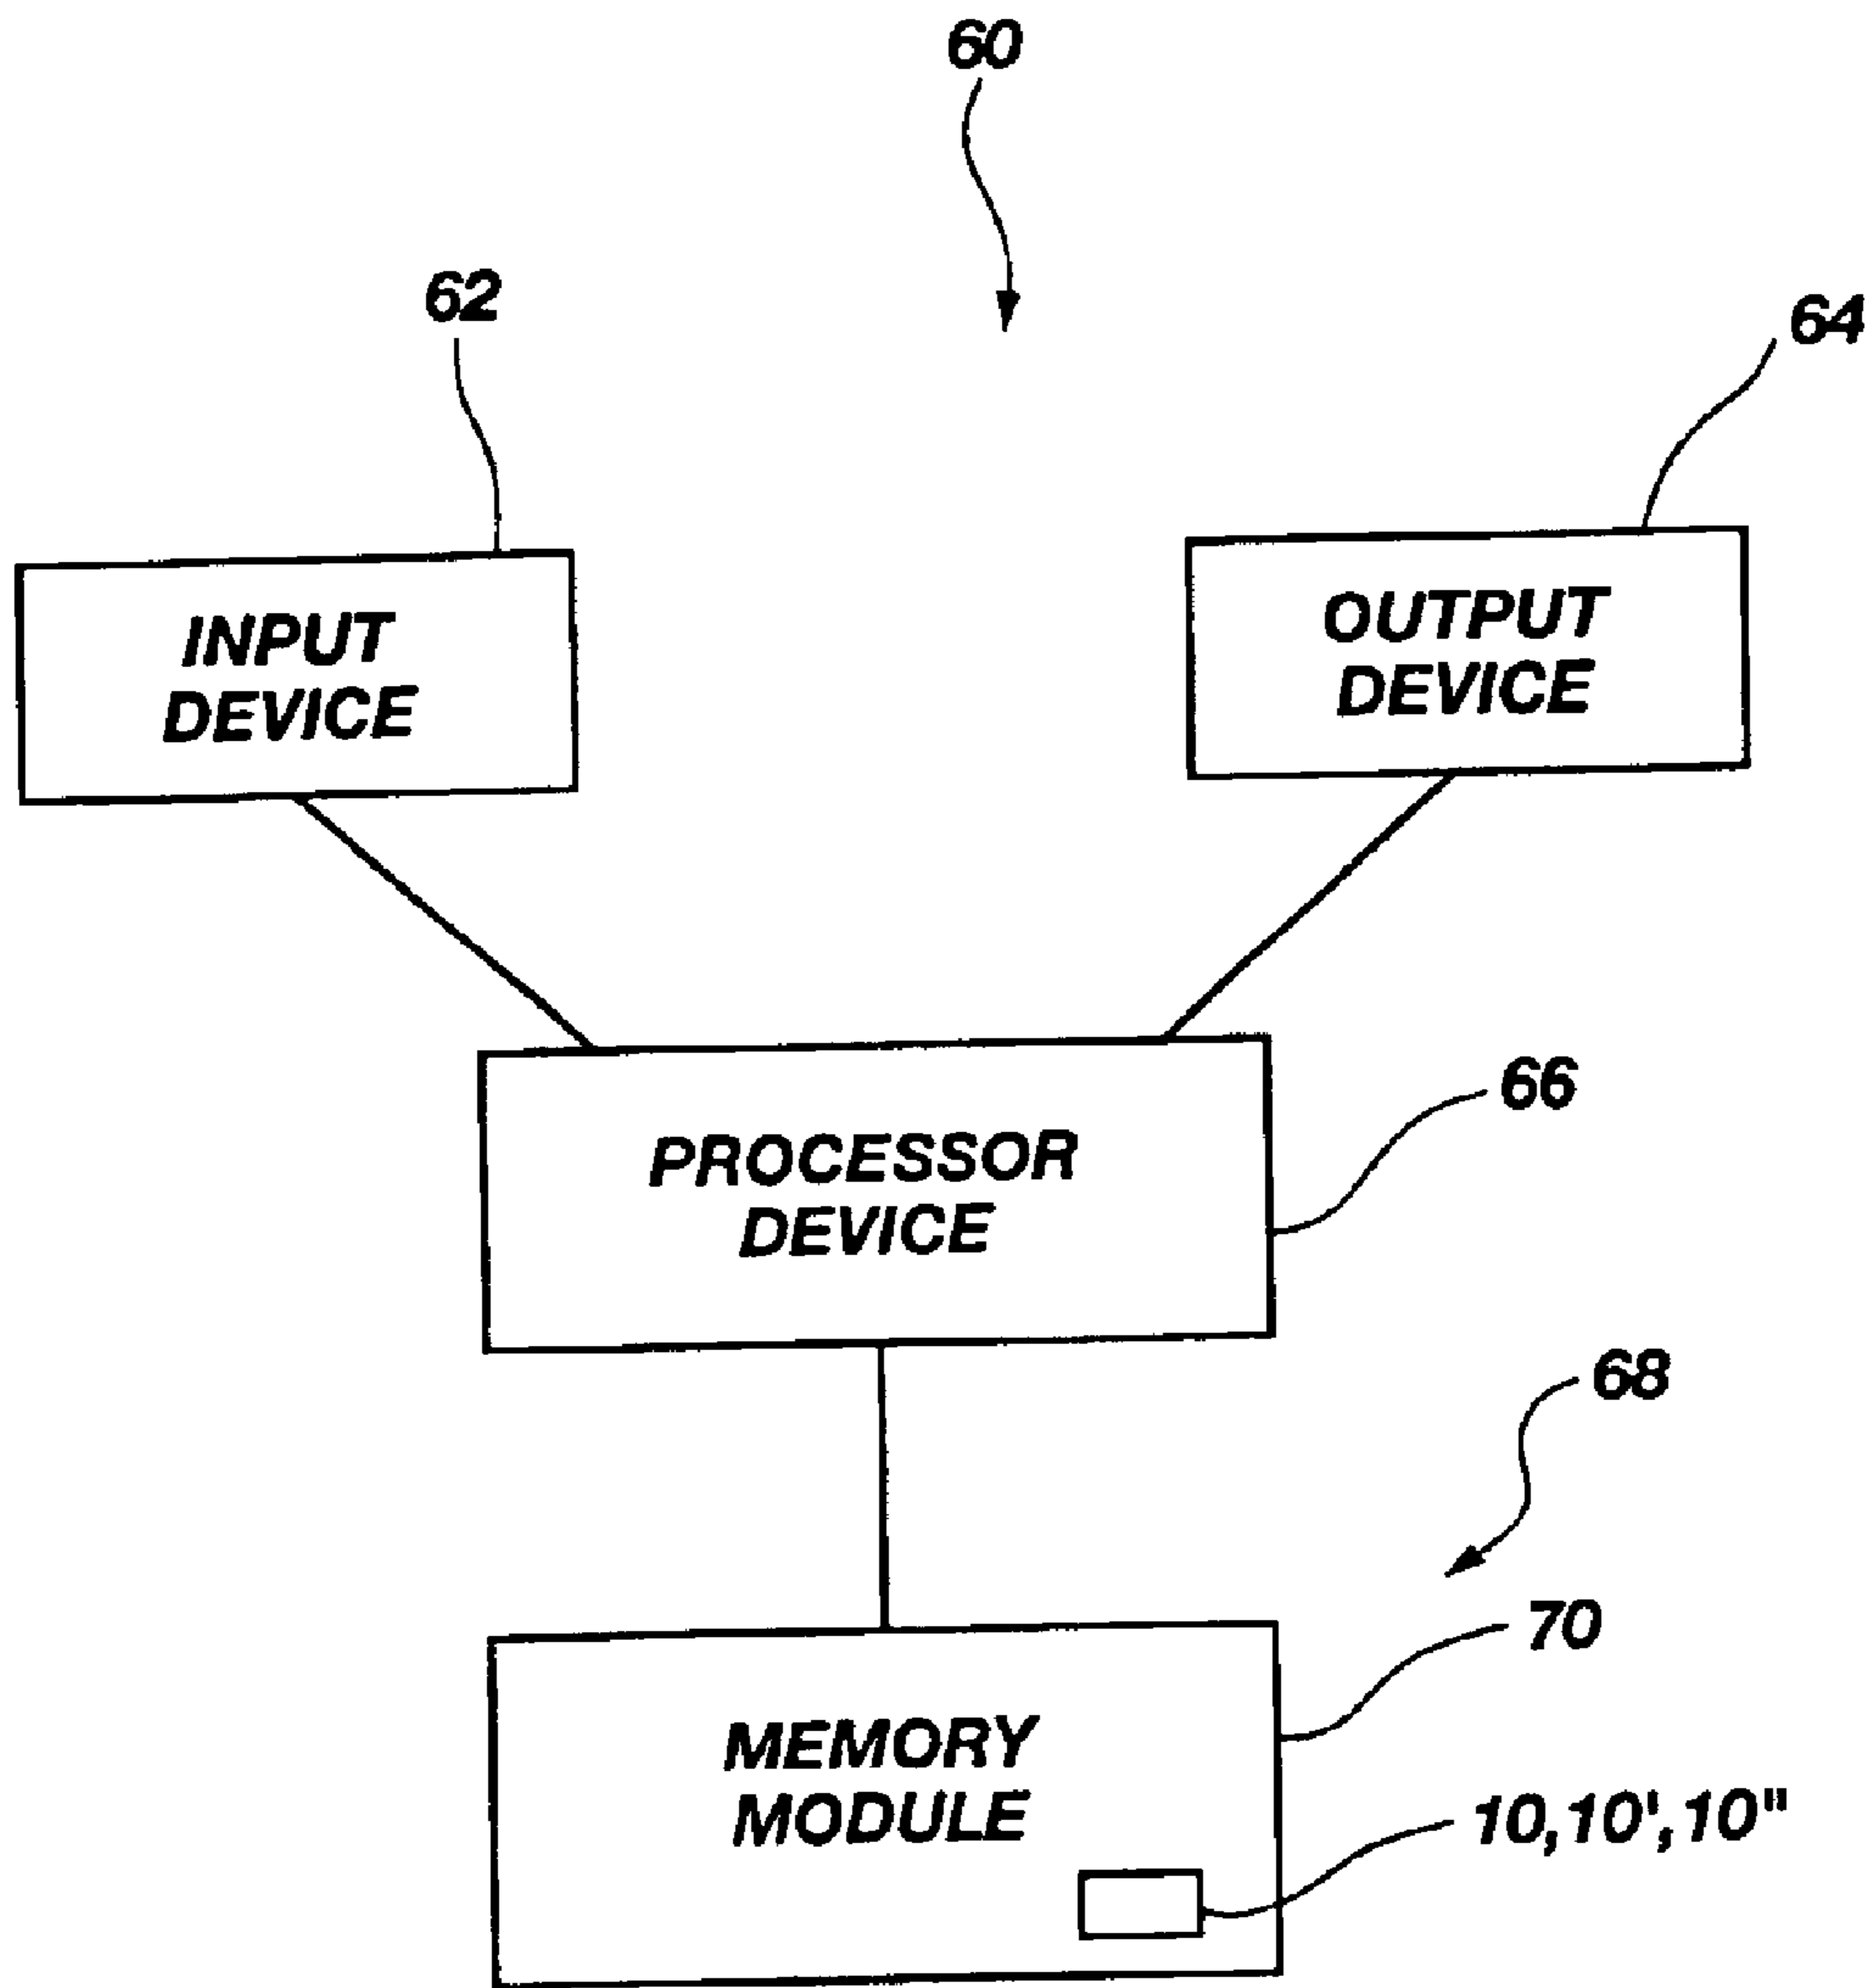 60
62
64
INPUT
DEVICE
OUTPUT
DEVICE
66
PROCESSOR
DEVICE
68
70
MEMORY
MODULE
10,10',10"